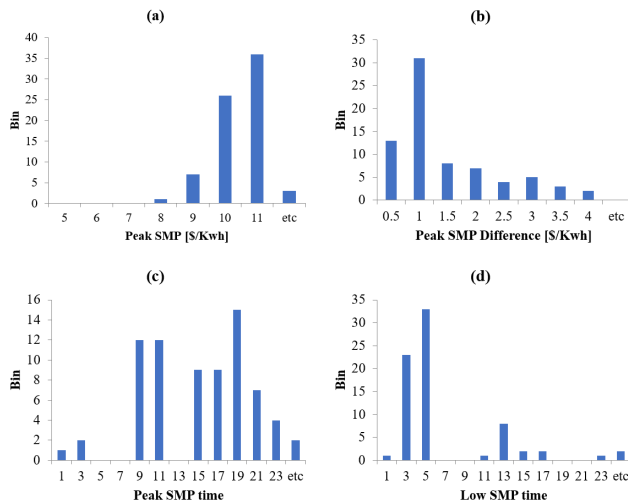 (a)
40
35
30
25
20
15
10
5
0
Bin
5 6 7 8 9 10 11 etc
Peak SMP [$/Kwh]
(b)
35
30
25
20
15
10
5
0
Bin
0.5 1 1.5 2 2.5 3 3.5 4 etc
Peak SMP Difference [$/Kwh]
(c)
16
14
12
10
8
6
4
2
0
Bin
1 3 5 7 9 11 13 15 17 19 21 23 etc
Peak SMP time
(d)
35
30
25
20
15
10
5
0
Bin
1 3 5 7 9 11 13 15 17 19 21 23 etc
Low SMP time